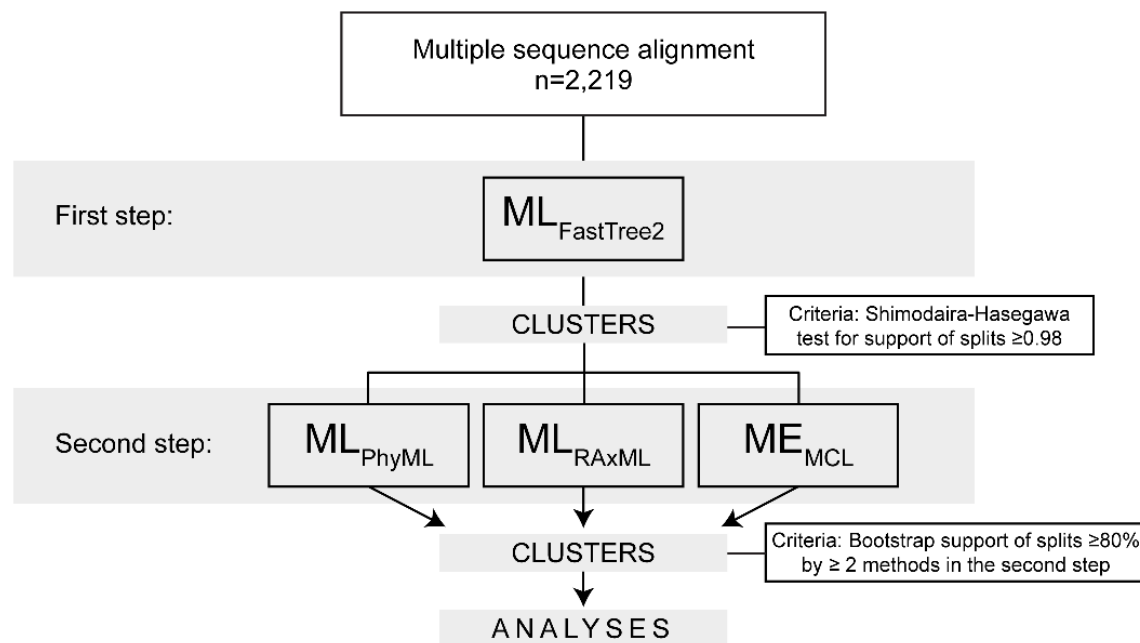 Multiple sequence alignment
n=2,219
First step:
ML FastTree2
CLUSTERS
Criteria: Shimodaira-Hasegawa
test for support of splits ≥0.98
Second step:
ML PhyML
ML RAxML
ME MCL
CLUSTERS
Criteria: Bootstrap support of splits ≥80%
by ≥ 2 methods in the second step
ANALYSES